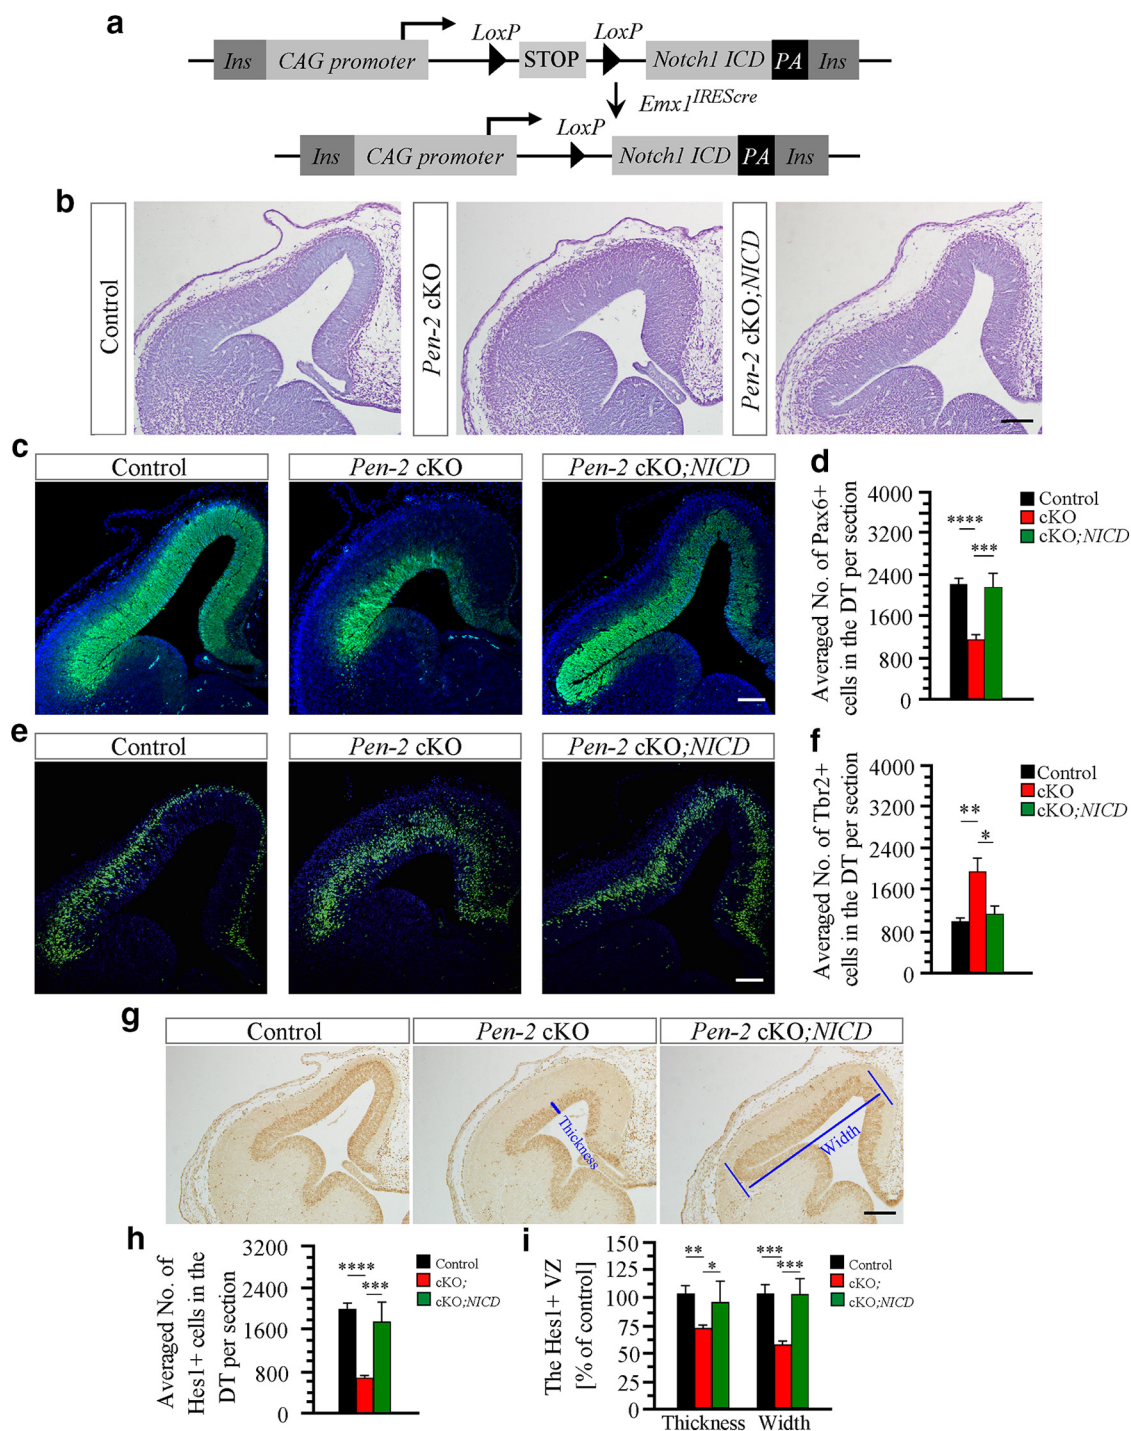 a
LoxP LoxP
Ins CAG promoter STOP Notch1 ICD PA Ins
Emx1IREScre
LoxP
Ins CAG promoter Notch1 ICD PA Ins
b
Control
Pen-2 cKO
Pen-2 cKO;NICD
c
Control Pen-2 cKO Pen-2 cKO;NICD
d
Averaged No. of Pax6+
cells in the DT per section
4000
3200
2400
1600
800
0
**** ***
Control
cKO
cKO;NICD
e
Control Pen-2 cKO Pen-2 cKO;NICD
f
Averaged No. of Tbr2+
cells in the DT per section
4000
3200
2400
1600
800
0
** *
Control
cKO
cKO;NICD
g
Control Pen-2 cKO Pen-2 cKO;NICD
Thickness
Width
h
Averaged No. of
Hes1+ cells in the
DT per section
3200
2400
1600
800
0
**** ***
Control
cKO;
cKO;NICD
i
The Hes1+ VZ
[% of control]
150
125
100
75
50
25
0
** * *** ***
Thickness Width
Control
cKO;
cKO;NICD